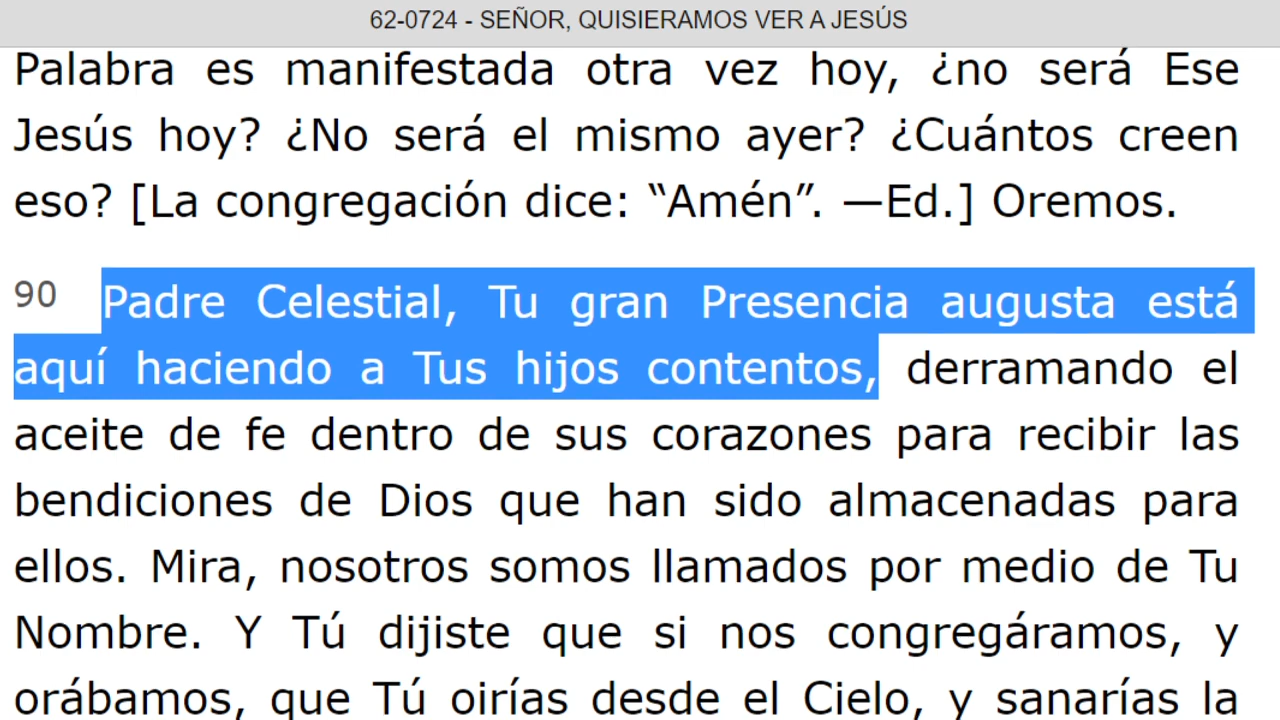 62-0724 - SEÑOR, QUISIERAMOS VER A JESÚS
Palabra es manifestada otra vez hoy, ¿no será Ese
Jesús hoy? ¿No será el mismo ayer? ¿Cuántos creen
eso? [La congregación dice: “Amén”. —Ed.] Oremos.
90 Padre Celestial, Tu gran Presencia augusta está
aquí haciendo a Tus hijos contentos, derramando el
aceite de fe dentro de sus corazones para recibir las
bendiciones de Dios que han sido almacenadas para
ellos. Mira, nosotros somos llamados por medio de Tu
Nombre. Y Tú dijiste que si nos congregáramos, y
orábamos, que Tú oirías desde el Cielo, y sanarías la